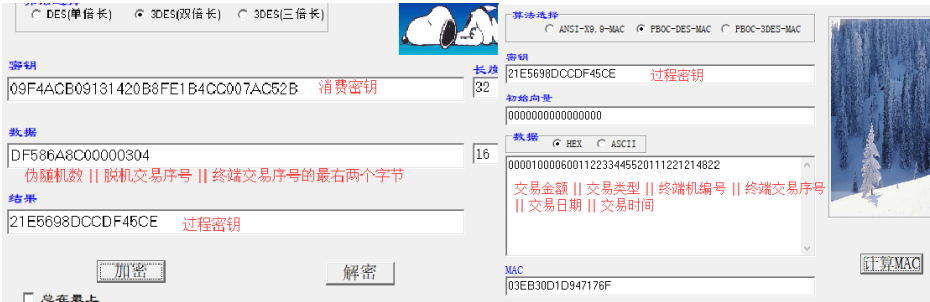 算法选择
DES(单倍长) 3DES(双倍长) 3DES(三倍长)
密钥 长度
09F4ACB09131420B8FE1B4CC007AC52B 消费密钥 32
数据
DF586A8C00000304 16
伪随机数 || 脱机交易序号 || 终端交易序号的最右两个字节
结果
21E5698DCCDF45CE 过程密钥
加密 解密
总在最上
算法选择
ANSI-X9.9-MAC PBOC-DES-MAC PBOC-3DES-MAC
密钥
21E5698DCCDF45CE 过程密钥
初始向量
0000000000000000
数据 HEX ASCII
000010000600112233445520111221214822
交易金额 || 交易类型 || 终端机编号 || 终端交易序号
|| 交易日期 || 交易时间
计算MAC
MAC
03EB30D1D947176F